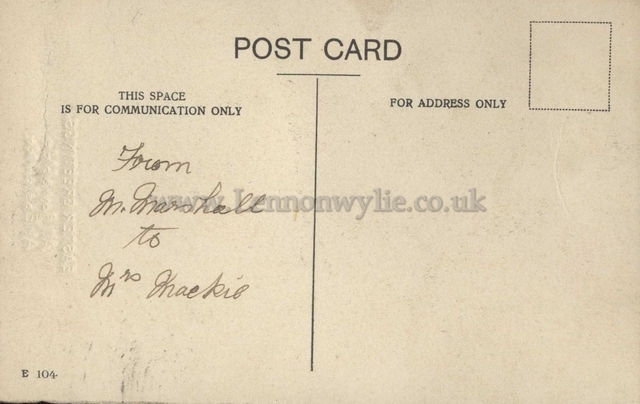 POST CARD
THIS SPACE
IS FOR COMMUNICATION ONLY
FOR ADDRESS ONLY
From
M. Marshall
to
Mrs Mackie
www.Lennonwylie.co.uk
E 104